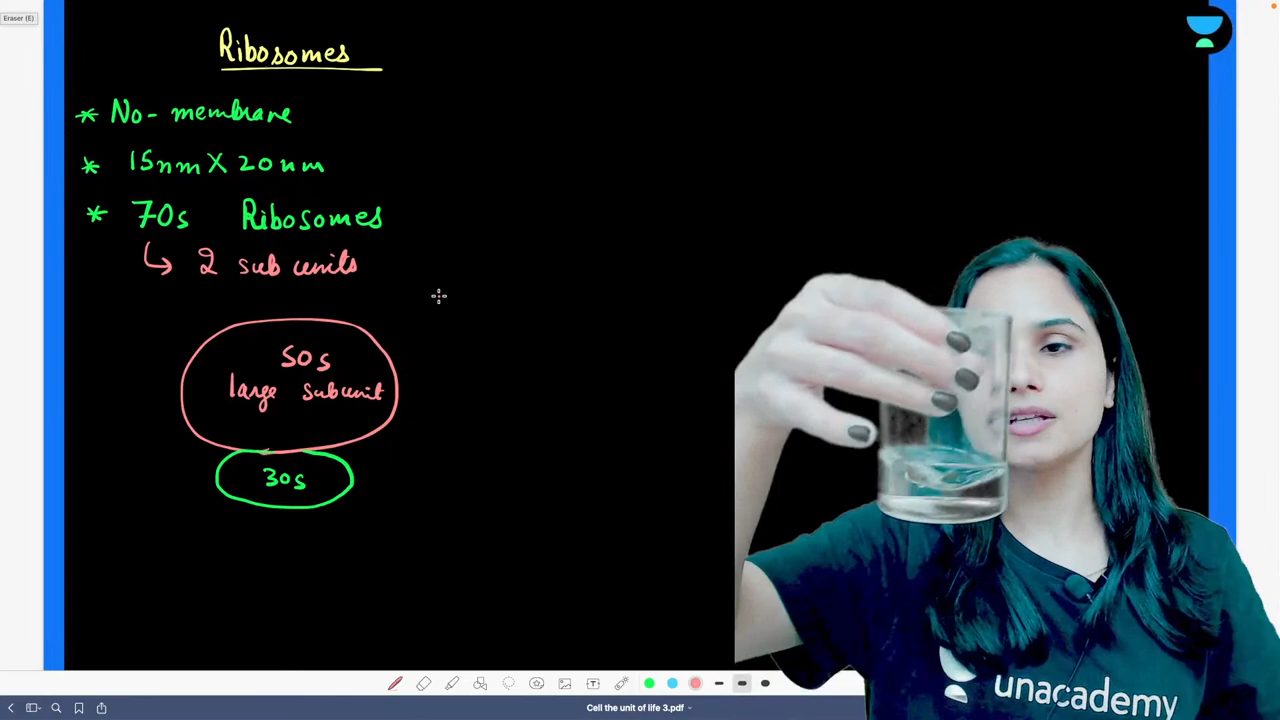 Eraser (E)
Ribosomes
* No- membrane
* 15nm X 20nm
* 70s Ribosomes
↳ 2 sub units
50s
large subunit
30s
unacademy
Cell the unit of life 3.pdf